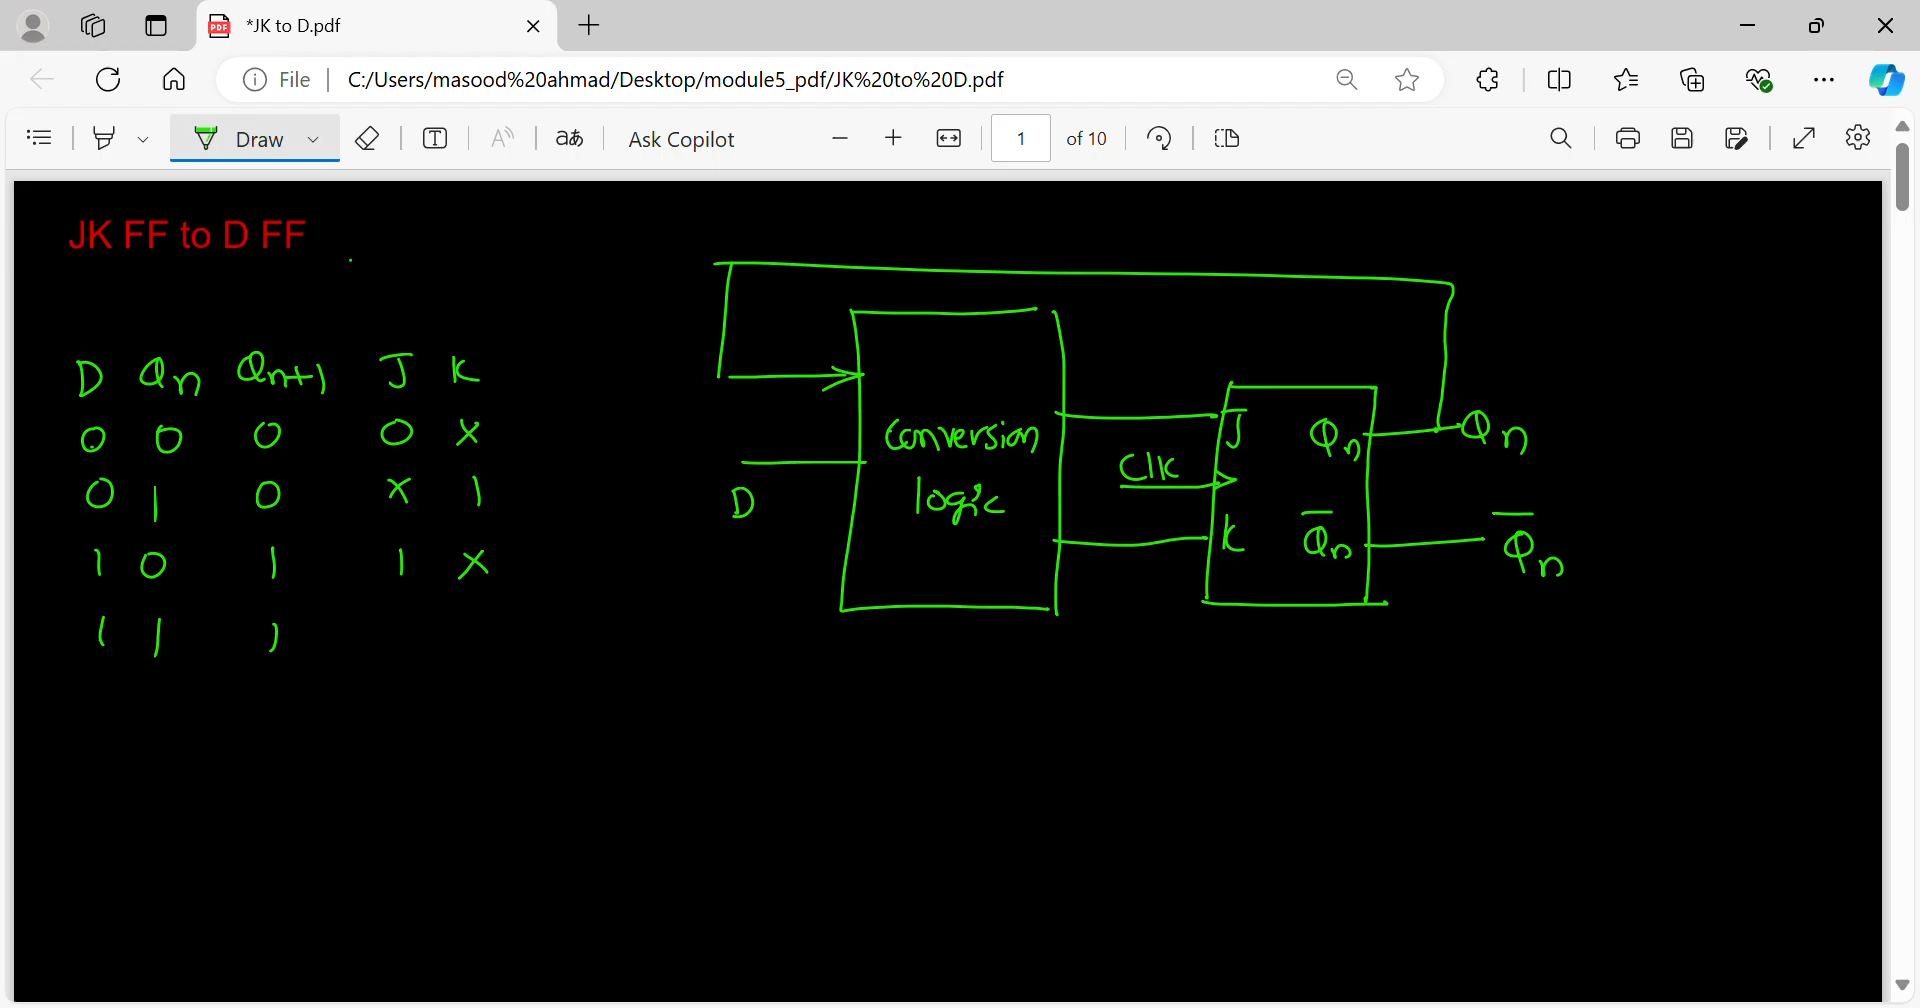 *JK to D.pdf
File C:/Users/masood%20ahmad/Desktop/module5_pdf/JK%20to%20D.pdf
Draw aあ Ask Copilot 1 of 10
JK FF to D FF
D Qn Qn+1 J K
0 0 0 0 X
0 1 0 X 1
1 0 1 1 X
1 1 1
D
Conversion
logic
J
Clk
K
Qn
Q̅n
Qn
Q̅n